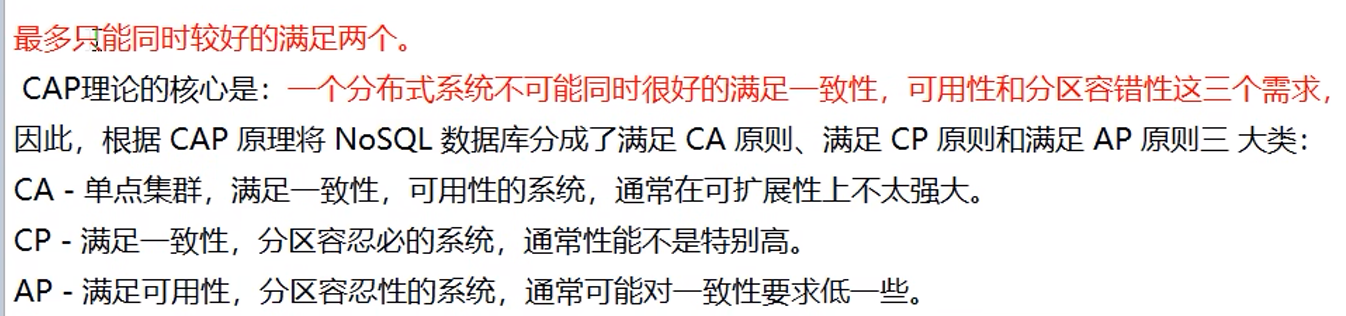 最多只能同时较好的满足两个。
CAP理论的核心是：一个分布式系统不可能同时很好的满足一致性，可用性和分区容错性这三个需求，
因此，根据 CAP 原理将 NoSQL 数据库分成了满足 CA 原则、满足 CP 原则和满足 AP 原则三 大类：
CA - 单点集群，满足一致性，可用性的系统，通常在可扩展性上不太强大。
CP - 满足一致性，分区容忍必的系统，通常性能不是特别高。
AP - 满足可用性，分区容忍性的系统，通常可能对一致性要求低一些。